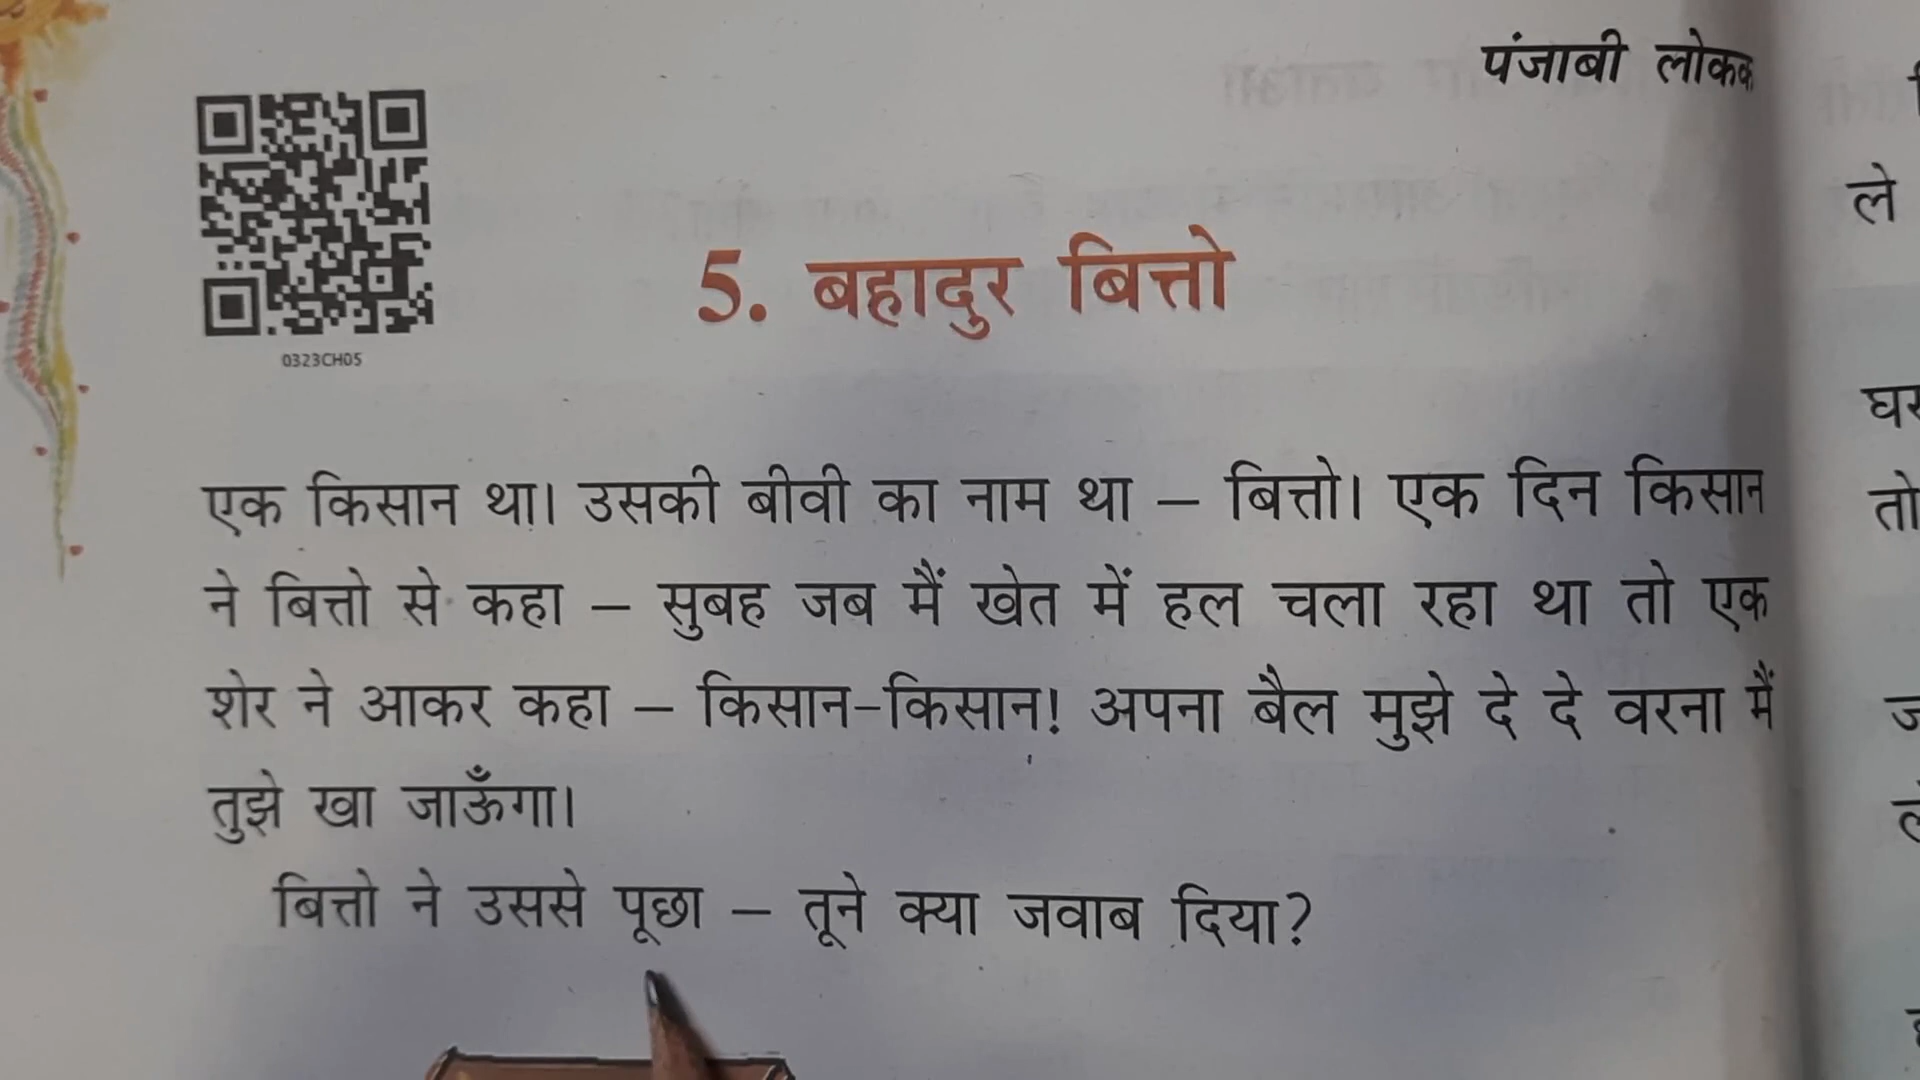 पंजाबी
0323CH05
5. बहादुर बित्तो
एक किसान था। उसकी बीवी का नाम था – बित्तो। एक दिन किसान
ने बित्तो से कहा – सुबह जब मैं खेत में हल चला रहा था तो एक
शेर ने आकर कहा – किसान-किसान! अपना बैल मुझे दे दे वरना मैं
तुझे खा जाऊँगा।
बित्तो ने उससे पूछा – तूने क्या जवाब दिया?
ले
तो